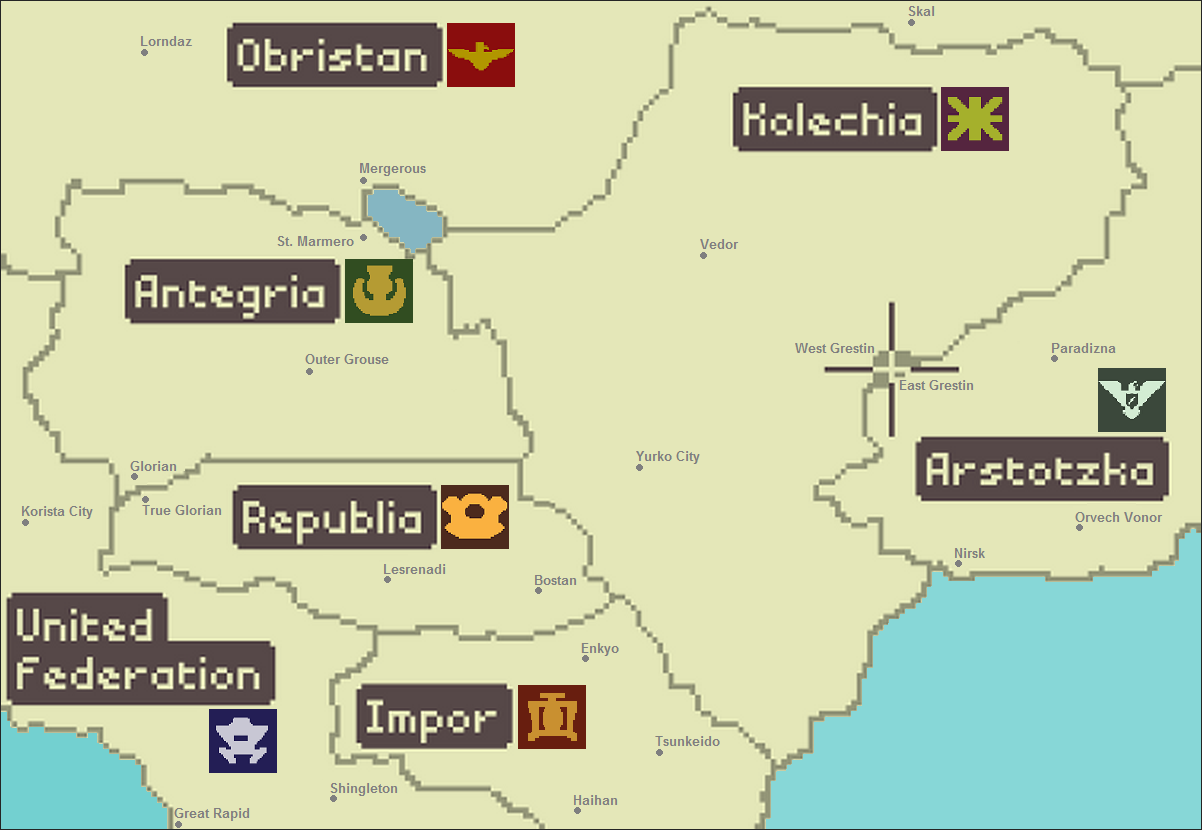 Skal
Lorndaz
Obristan
Kolechia
Mergerous
St. Marmero
Vedor
Antegria
West Grestin
Paradizna
Outer Grouse
East Grestin
Yurko City
Glorian
Arstotzka
True Glorian
Korista City
Republia
Orvech Vonor
Nirsk
Lesrenadi
Bostan
United
Federation
Enkyo
Impor
Tsunkeido
Shingleton
Haihan
Great Rapid